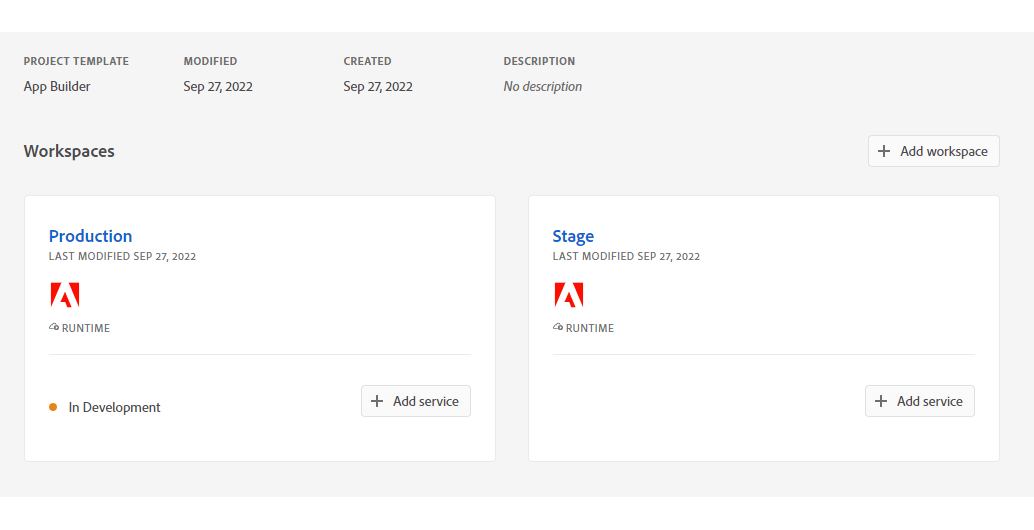 PROJECT TEMPLATE MODIFIED CREATED DESCRIPTION
App Builder Sep 27, 2022 Sep 27, 2022 No description
Workspaces + Add workspace
Production
LAST MODIFIED SEP 27, 2022
RUNTIME
In Development + Add service
Stage
LAST MODIFIED SEP 27, 2022
RUNTIME
+ Add service